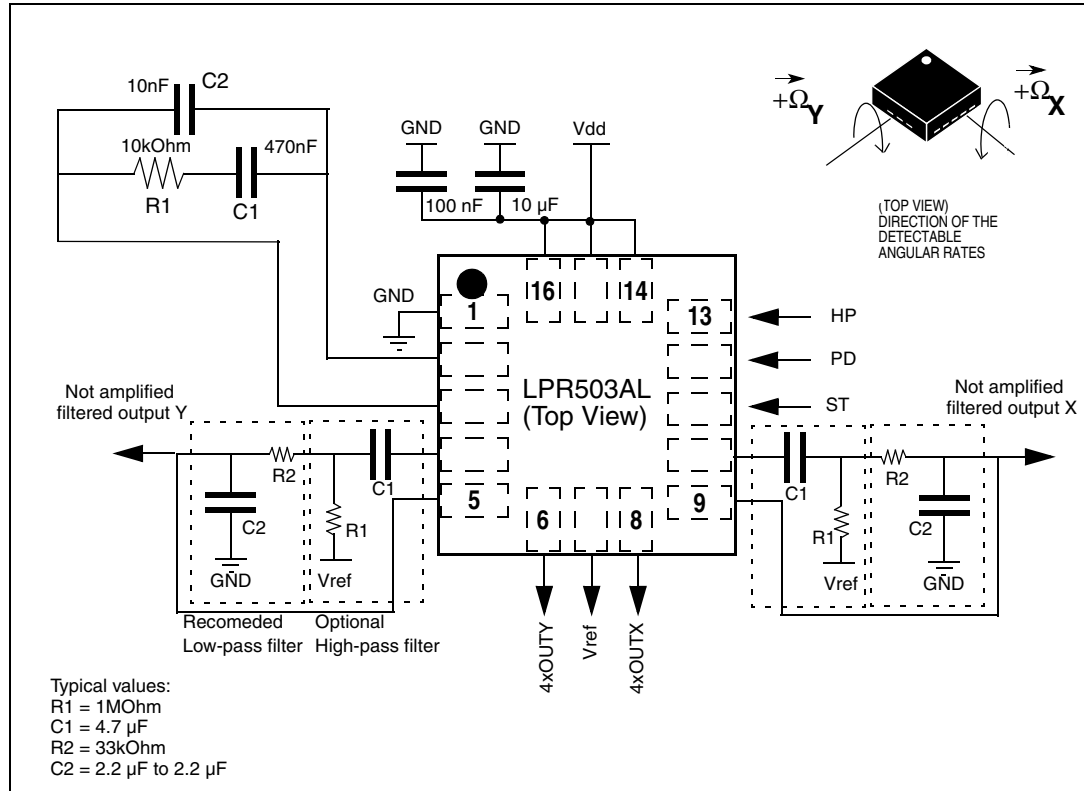 10nF
C2
10kOhm
470nF
R1
C1
GND
GND
Vdd
100 nF
10 µF
+Ω Y
+Ω X
(TOP VIEW)
DIRECTION OF THE
DETECTABLE
ANGULAR RATES
GND
1
16
14
13
HP
PD
ST
LPR503AL
(Top View)
5
6
8
9
Not amplified
filtered output Y
R2
C1
C2
R1
GND
Vref
Recomeded
Low-pass filter
Optional
High-pass filter
4xOUTY
Vref
4xOUTX
Not amplified
filtered output X
C1
R2
R1
C2
Vref
GND
Typical values:
R1 = 1MOhm
C1 = 4.7 µF
R2 = 33kOhm
C2 = 2.2 µF to 2.2 µF